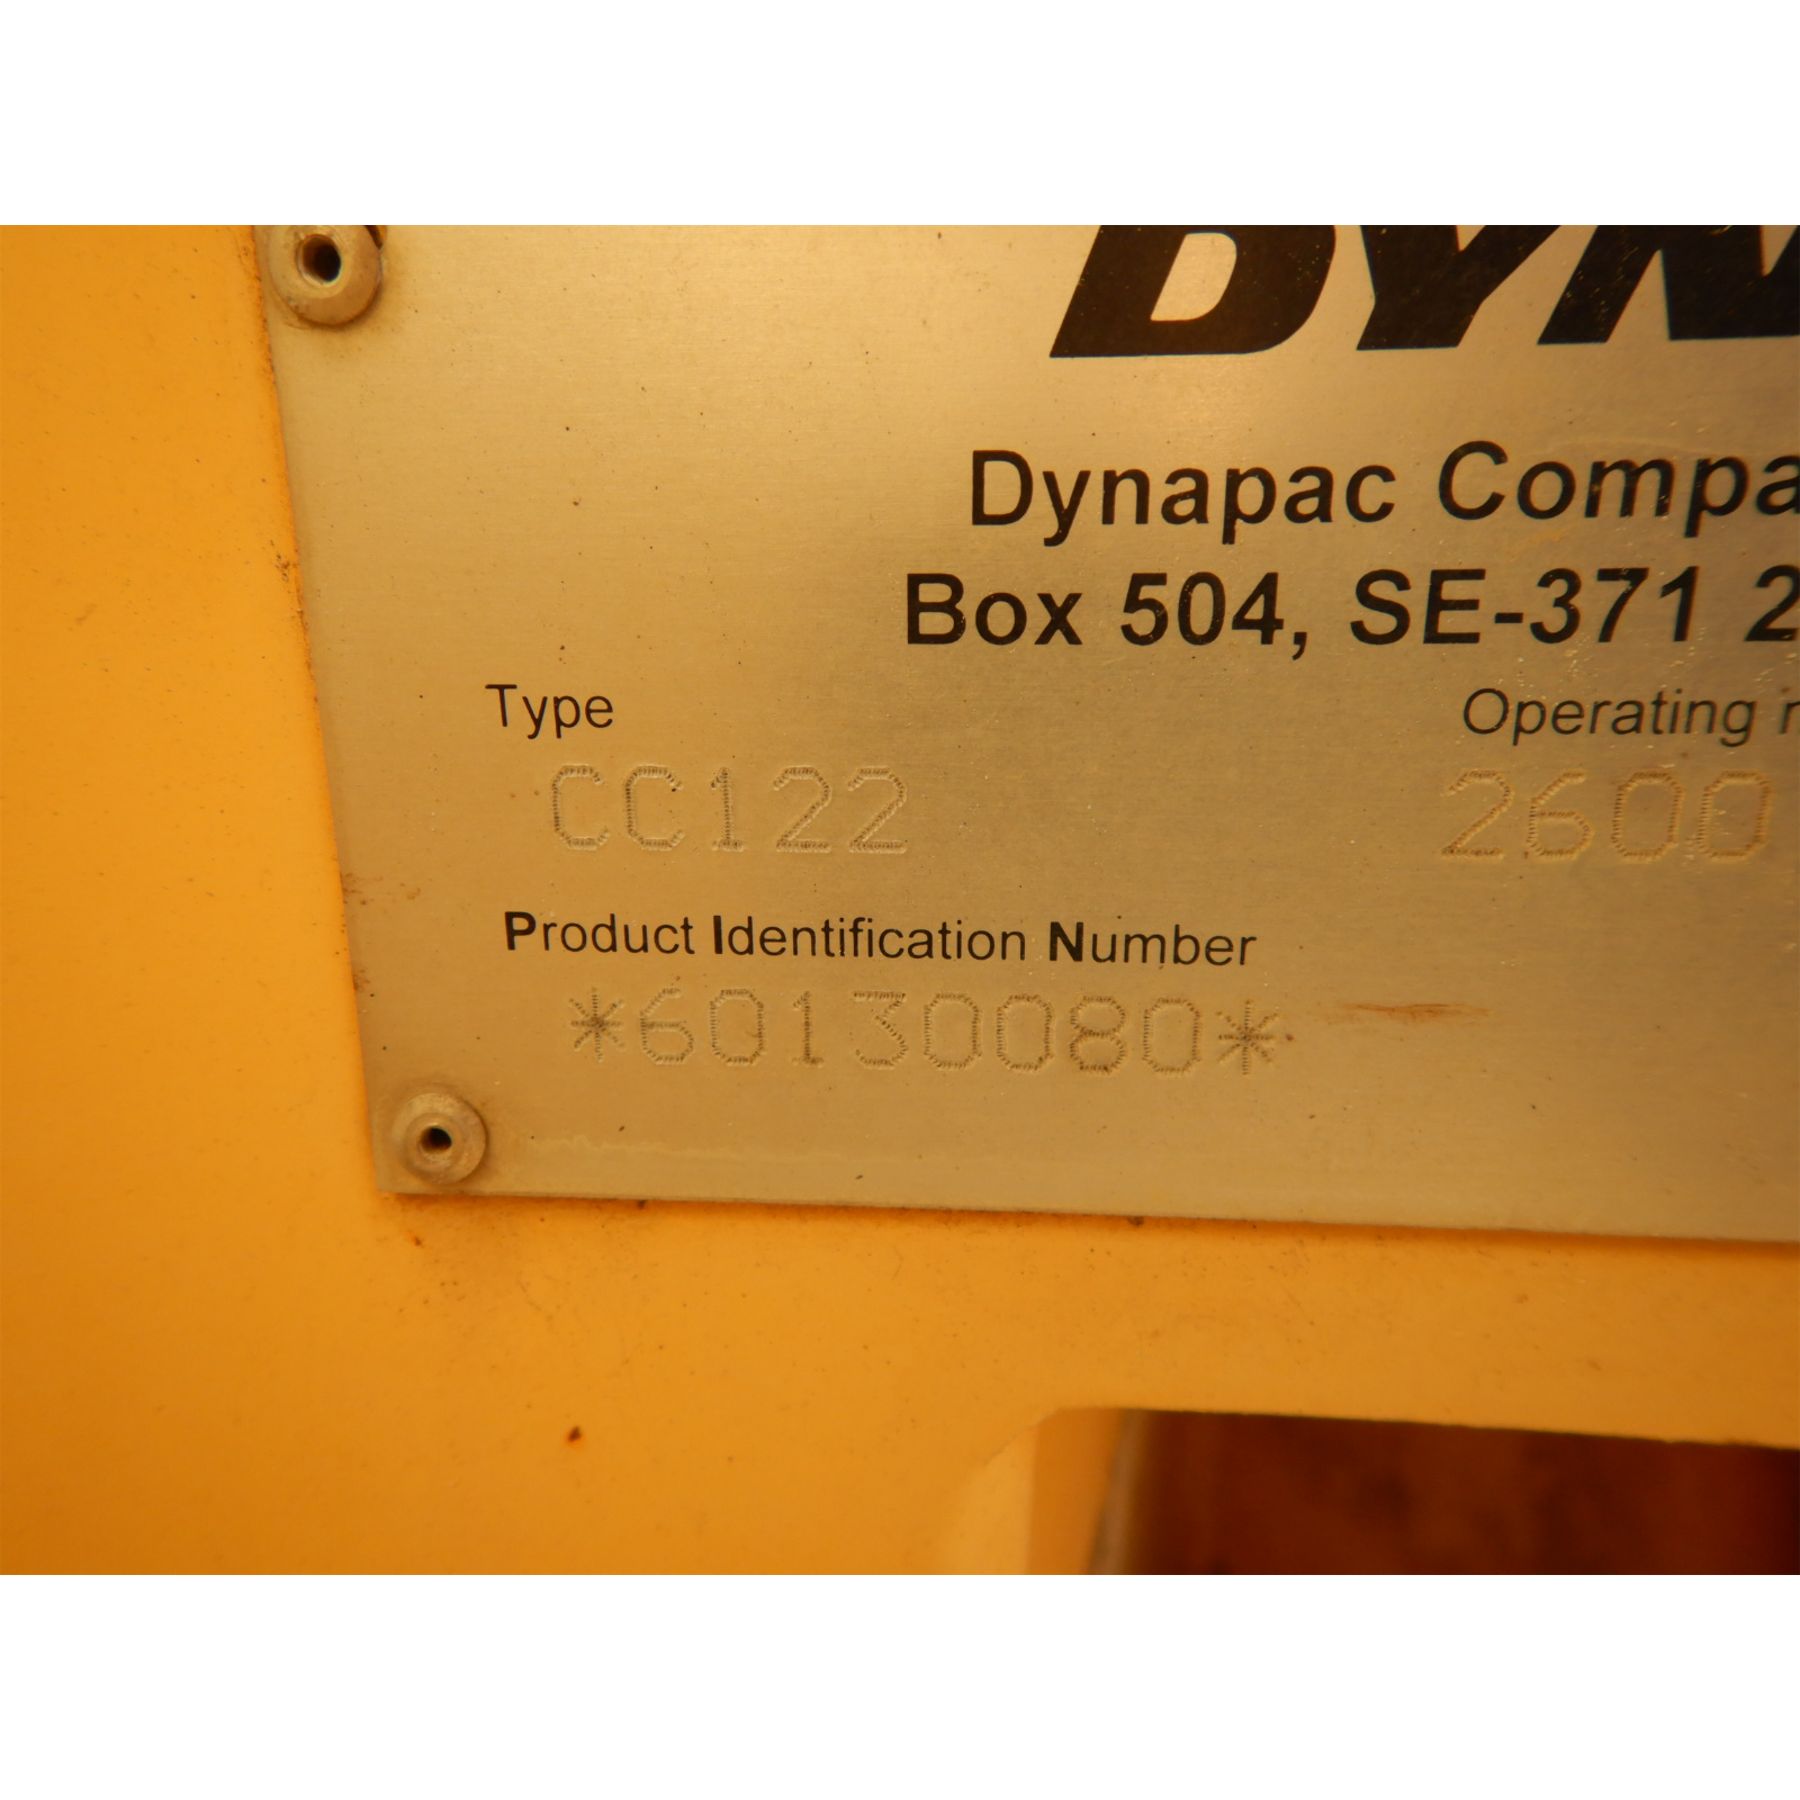 DYN
Dynapac Compa
Box 504, SE-371 2
Type
Operating
CC122
2600
Product Identification Number
*60130080*